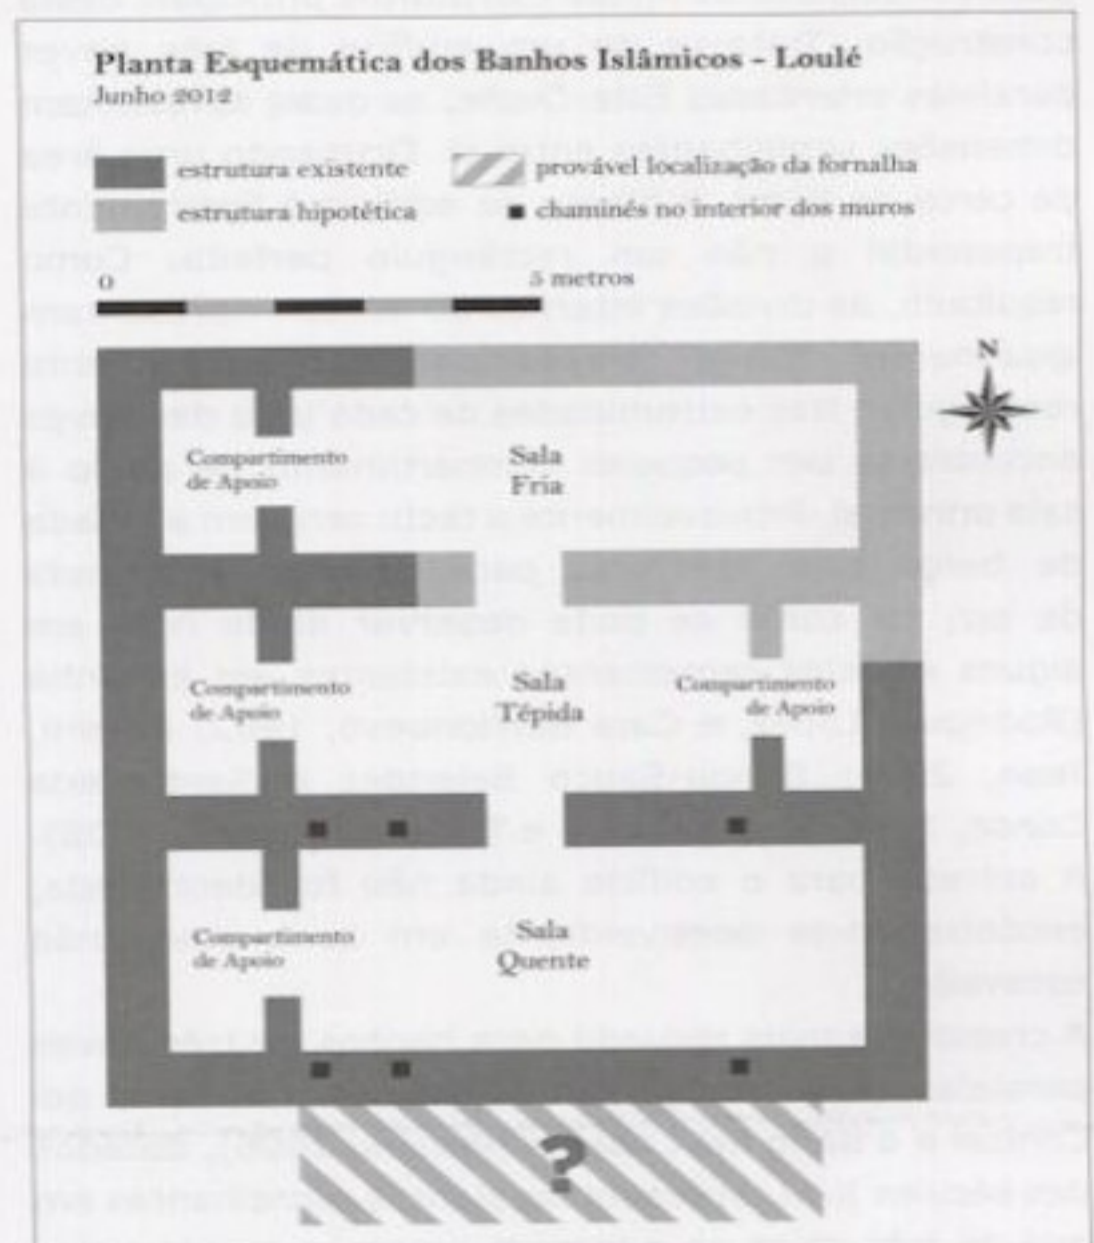 Planta Esquemática dos Banhos Islâmicos - Loulé
Junho 2012
estrutura existente
provável localização da fornalha
estrutura hipotética
chaminés no interior dos muros
0
5 metros
N
Compartimento
de Apoio
Sala
Fria
Compartimento
de Apoio
Sala
Tépida
Compartimento
de Apoio
Compartimento
de Apoio
Sala
Quente
?